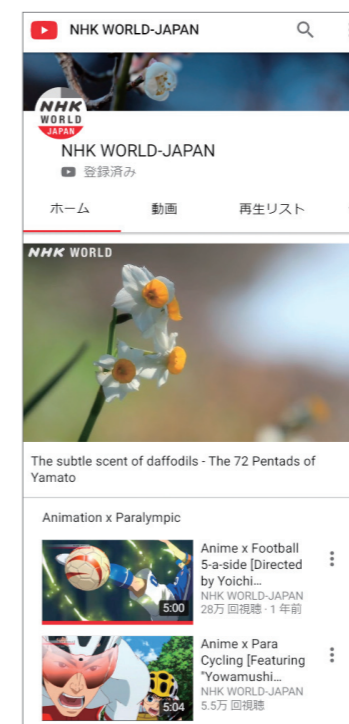 NHK WORLD-JAPAN
NHK
WORLD
JAPAN
NHK WORLD-JAPAN
登録済み
ホーム 動画 再生リスト
NHK WORLD
The subtle scent of daffodils - The 72 Pentads of
Yamato
Animation x Paralympic
Anime x Football
5-a-side [Directed
by Yoichi...
NHK WORLD-JAPAN
28万 回視聴・1 年前
5:00
Anime x Para
Cycling [Featuring
"Yowamushi...
NHK WORLD-JAPAN
5.5万 回視聴
5:04